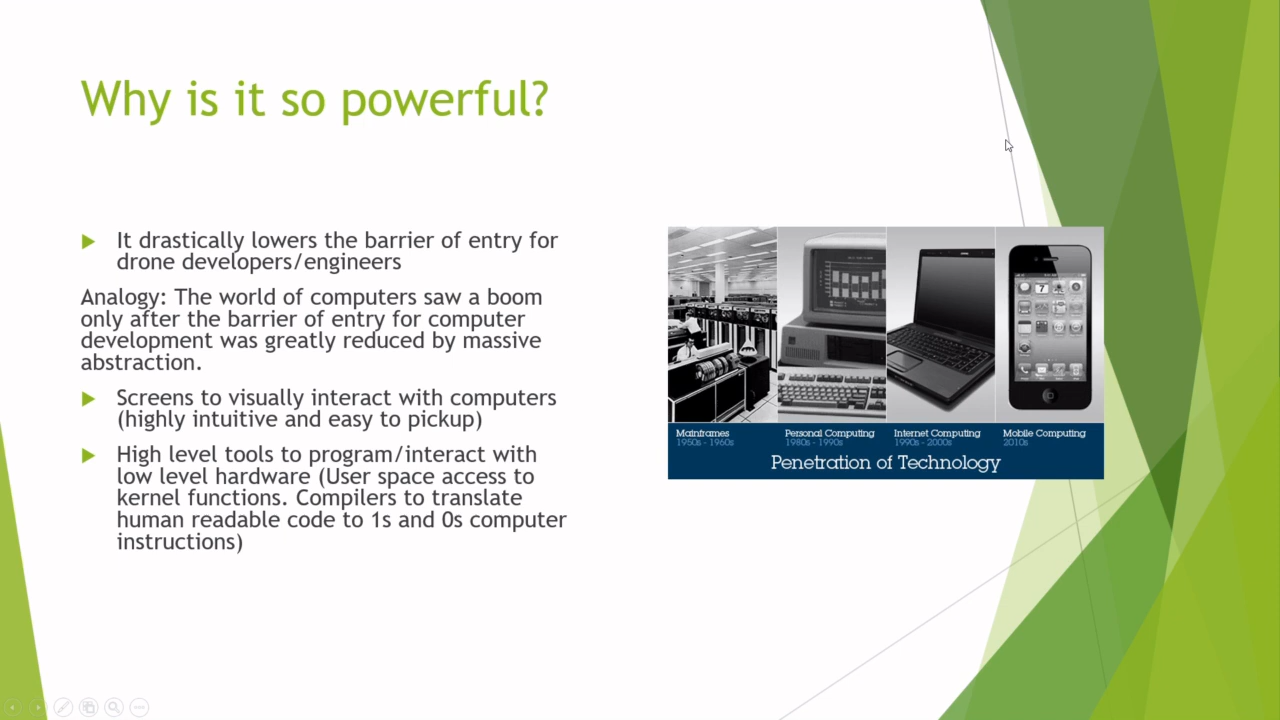 Why is it so powerful?
It drastically lowers the barrier of entry for
drone developers/engineers
Analogy: The world of computers saw a boom
only after the barrier of entry for computer
development was greatly reduced by massive
abstraction.
Screens to visually interact with computers
(highly intuitive and easy to pickup)
High level tools to program/interact with
low level hardware (User space access to
kernel functions. Compilers to translate
human readable code to 1s and 0s computer
instructions)
Mainframes
1950s - 1960s
Personal Computing
1980s - 1990s
Internet Computing
1990s - 2000s
Mobile Computing
2010s
Penetration of Technology